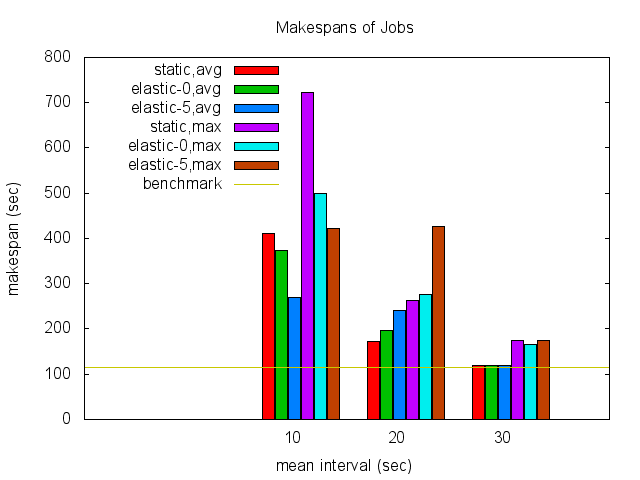 Makespans of Jobs
800
700
600
500
400
300
200
100
0
makespan (sec)
static,avg
elastic-0,avg
elastic-5,avg
static,max
elastic-0,max
elastic-5,max
benchmark
10 20 30
mean interval (sec)